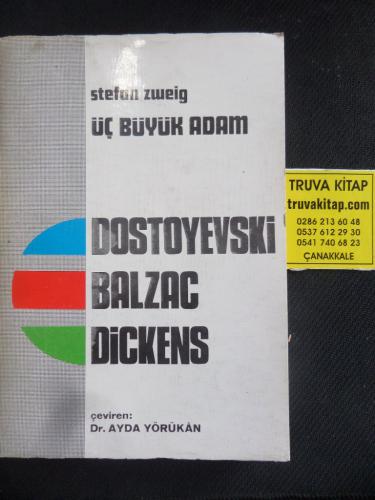 stefan zweig
ÜÇ BÜYÜK ADAM
DOSTOYEVSKİ
BALZAC
DİCKENS
çeviren:
Dr. AYDA YÖRÜKÂN
TRUVA KİTAP
truvakitap.com
0286 213 60 48
0537 612 29 30
0541 740 68 23
ÇANAKKALE